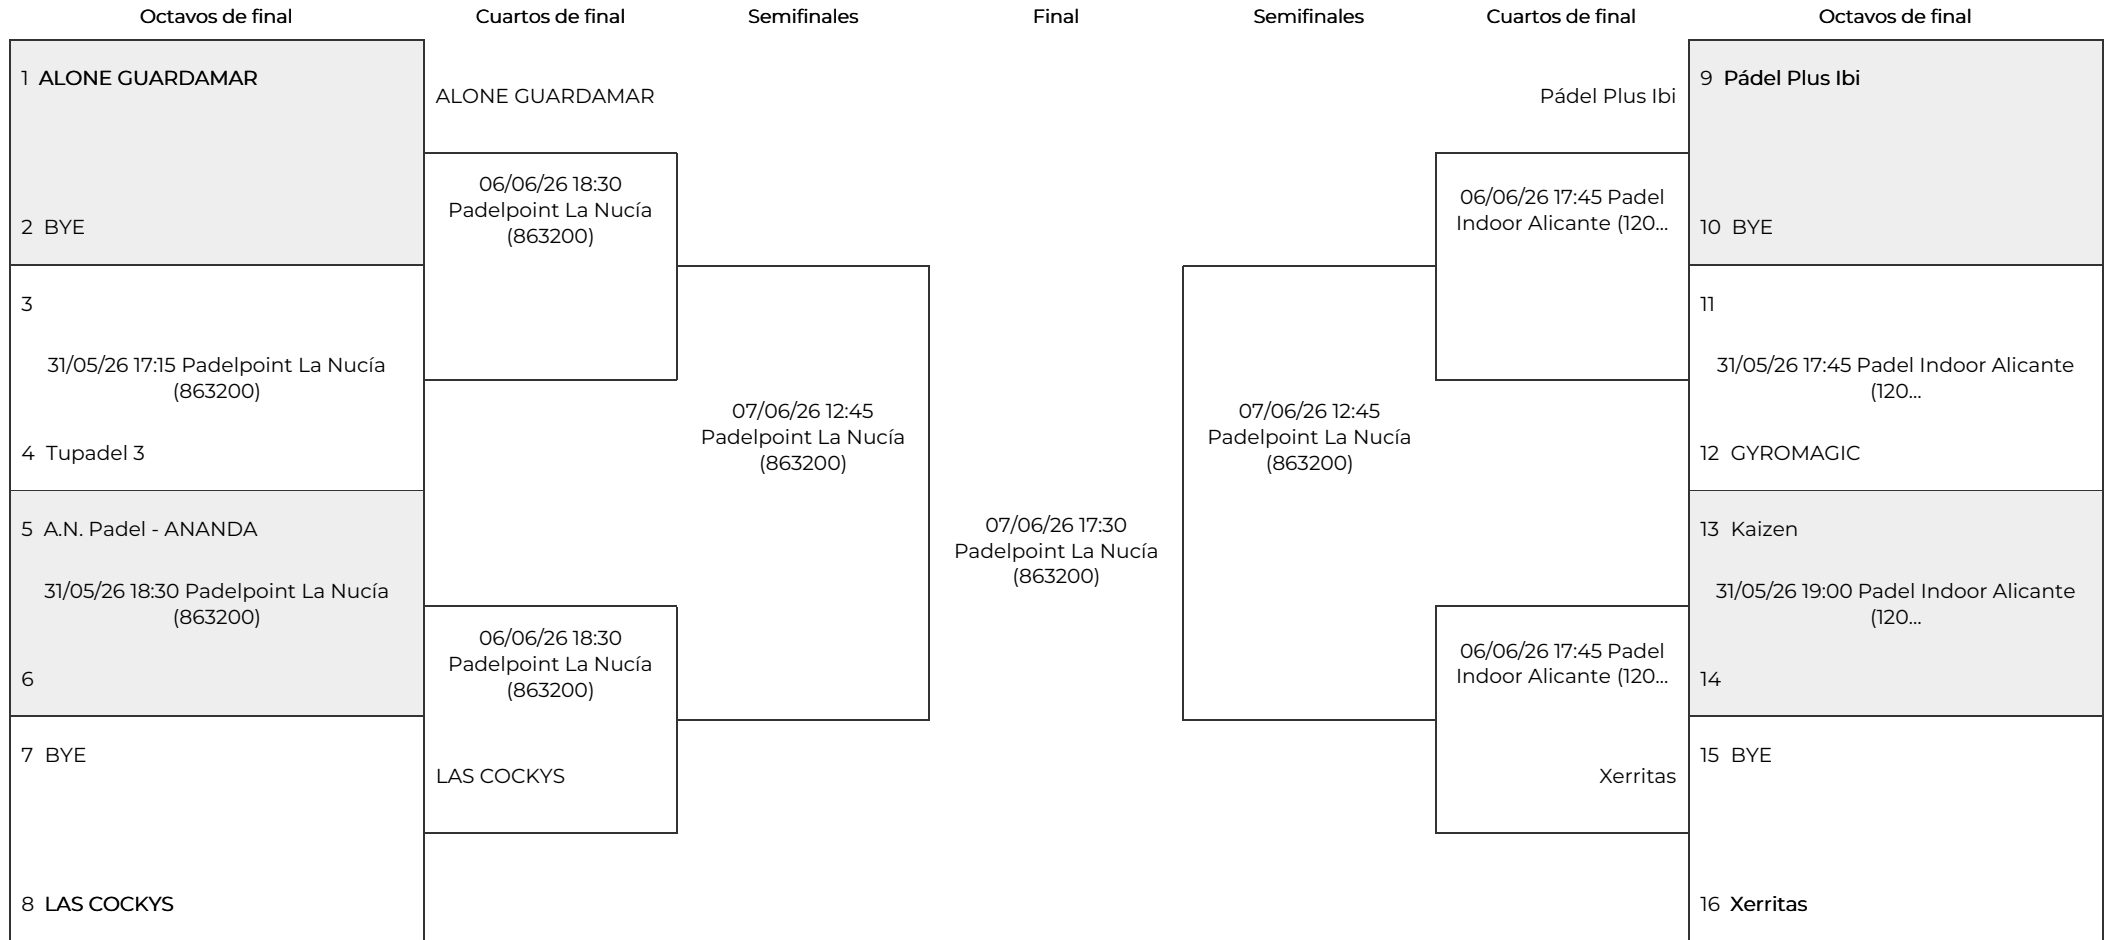 Octavos de final
Cuartos de final
Semifinales
Final
Semifinales
Cuartos de final
Octavos de final
1 ALONE GUARDAMAR
2 BYE
3
31/05/26 17:15 Padelpoint La Nucía
(863200)
4 Tupadel 3
5 A.N. Padel - ANANDA
31/05/26 18:30 Padelpoint La Nucía
(863200)
6
7 BYE
8 LAS COCKYS
ALONE GUARDAMAR
06/06/26 18:30
Padelpoint La Nucía
(863200)
06/06/26 18:30
Padelpoint La Nucía
(863200)
LAS COCKYS
07/06/26 12:45
Padelpoint La Nucía
(863200)
07/06/26 17:30
Padelpoint La Nucía
(863200)
07/06/26 12:45
Padelpoint La Nucía
(863200)
Pádel Plus Ibi
06/06/26 17:45 Padel
Indoor Alicante (120...
06/06/26 17:45 Padel
Indoor Alicante (120...
Xerritas
9 Pádel Plus Ibi
10 BYE
11
31/05/26 17:45 Padel Indoor Alicante
(120...
12 GYROMAGIC
13 Kaizen
31/05/26 19:00 Padel Indoor Alicante
(120...
14
15 BYE
16 Xerritas